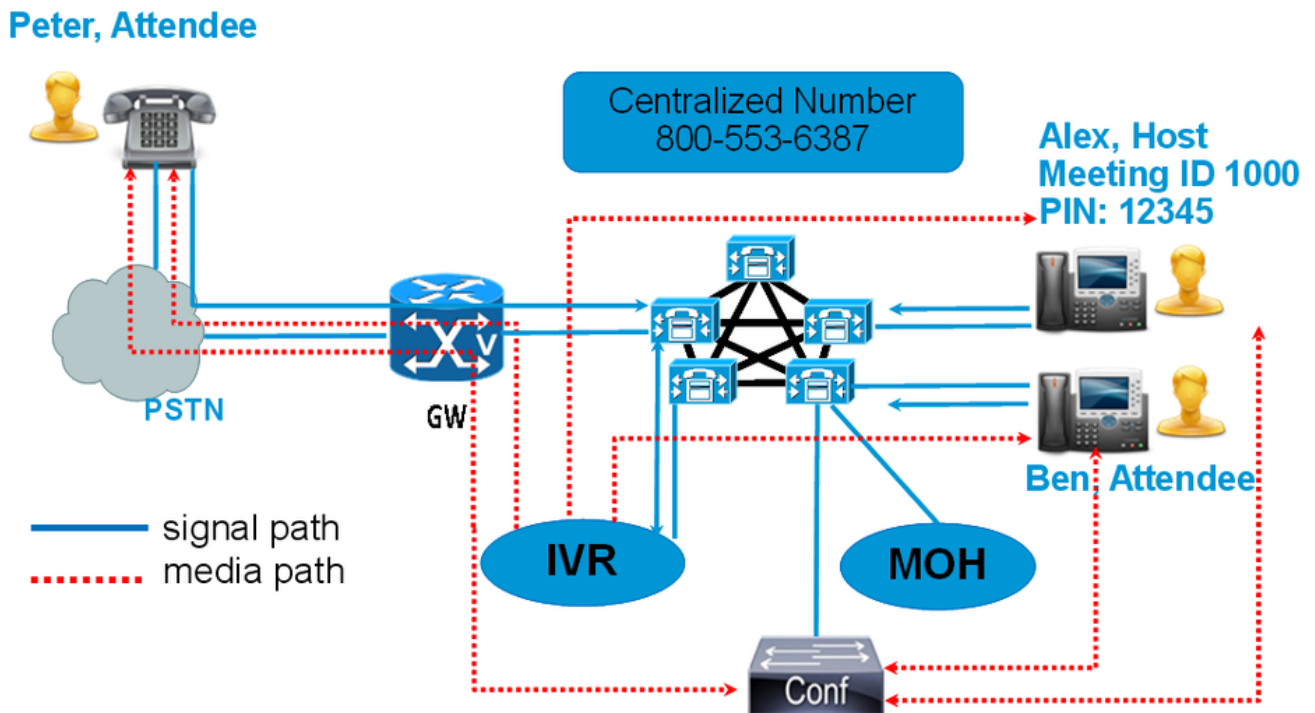 Peter, Attendee
Centralized Number
800-553-6387
Alex, Host
Meeting ID 1000
PIN: 12345
V
PSTN
GW
Ben, Attendee
signal path
media path
IVR
MOH
Conf